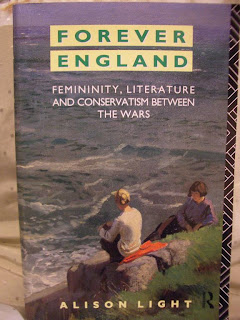 FOREVER
ENGLAND
FEMININITY, LITERATURE
AND CONSERVATISM BETWEEN
THE WARS
ALISON LIGHT
R